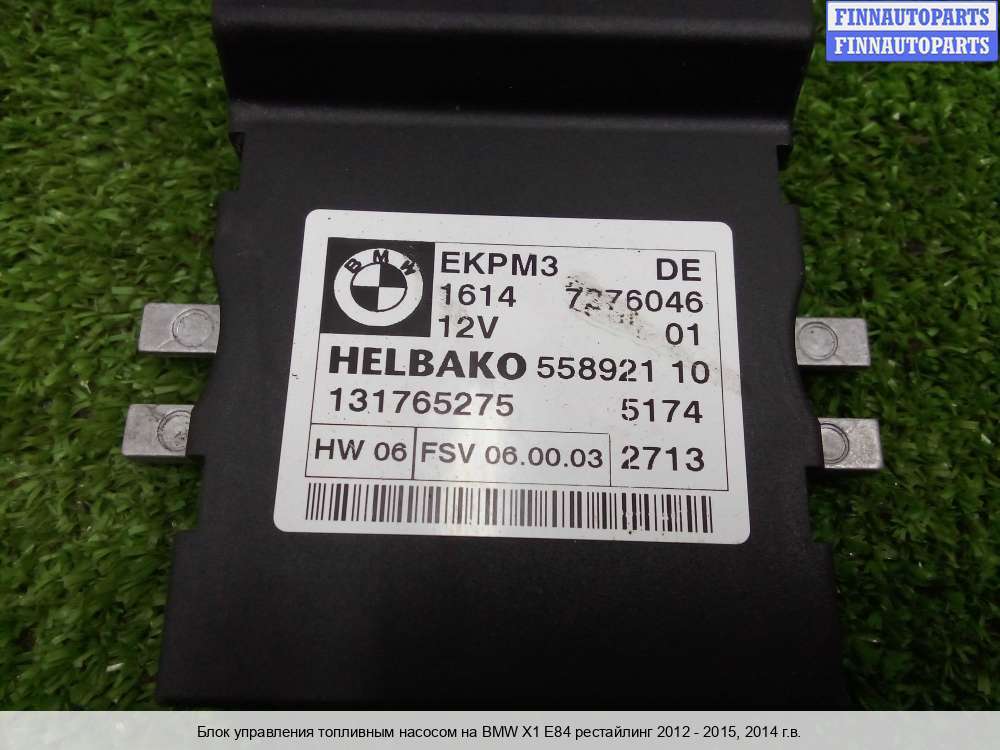 FINNAUTOPARTS
FINNAUTOPARTS
BMW
EKPM3 DE
1614 7276046
12V 01
HELBAKO 558921 10
131765275 5174
HW 06 FSV 06.00.03 2713
Блок управления топливным насосом на BMW X1 E84 рестайлинг 2012 - 2015, 2014 г.в.